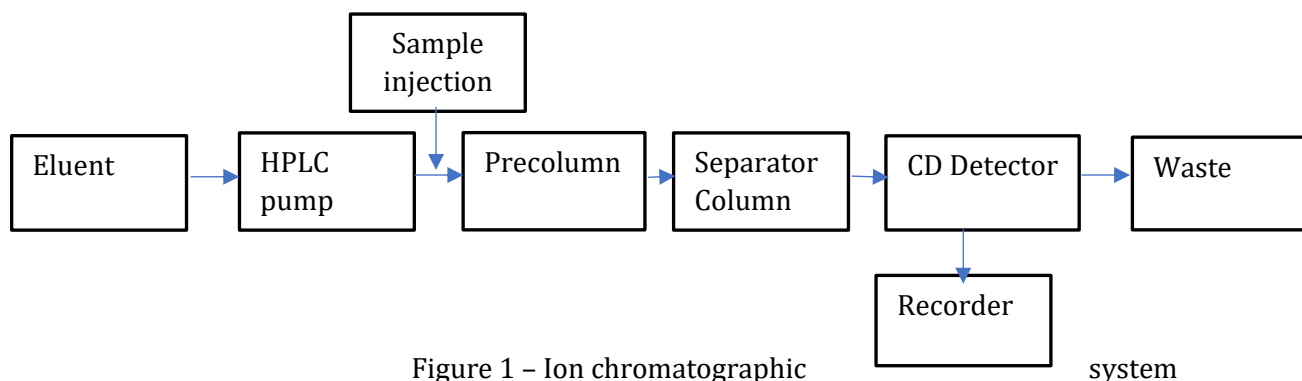 Sample
injection
Eluent
HPLC
pump
Precolumn
Separator
Column
CD Detector
Waste
Recorder
Figure 1 – Ion chromatographic system